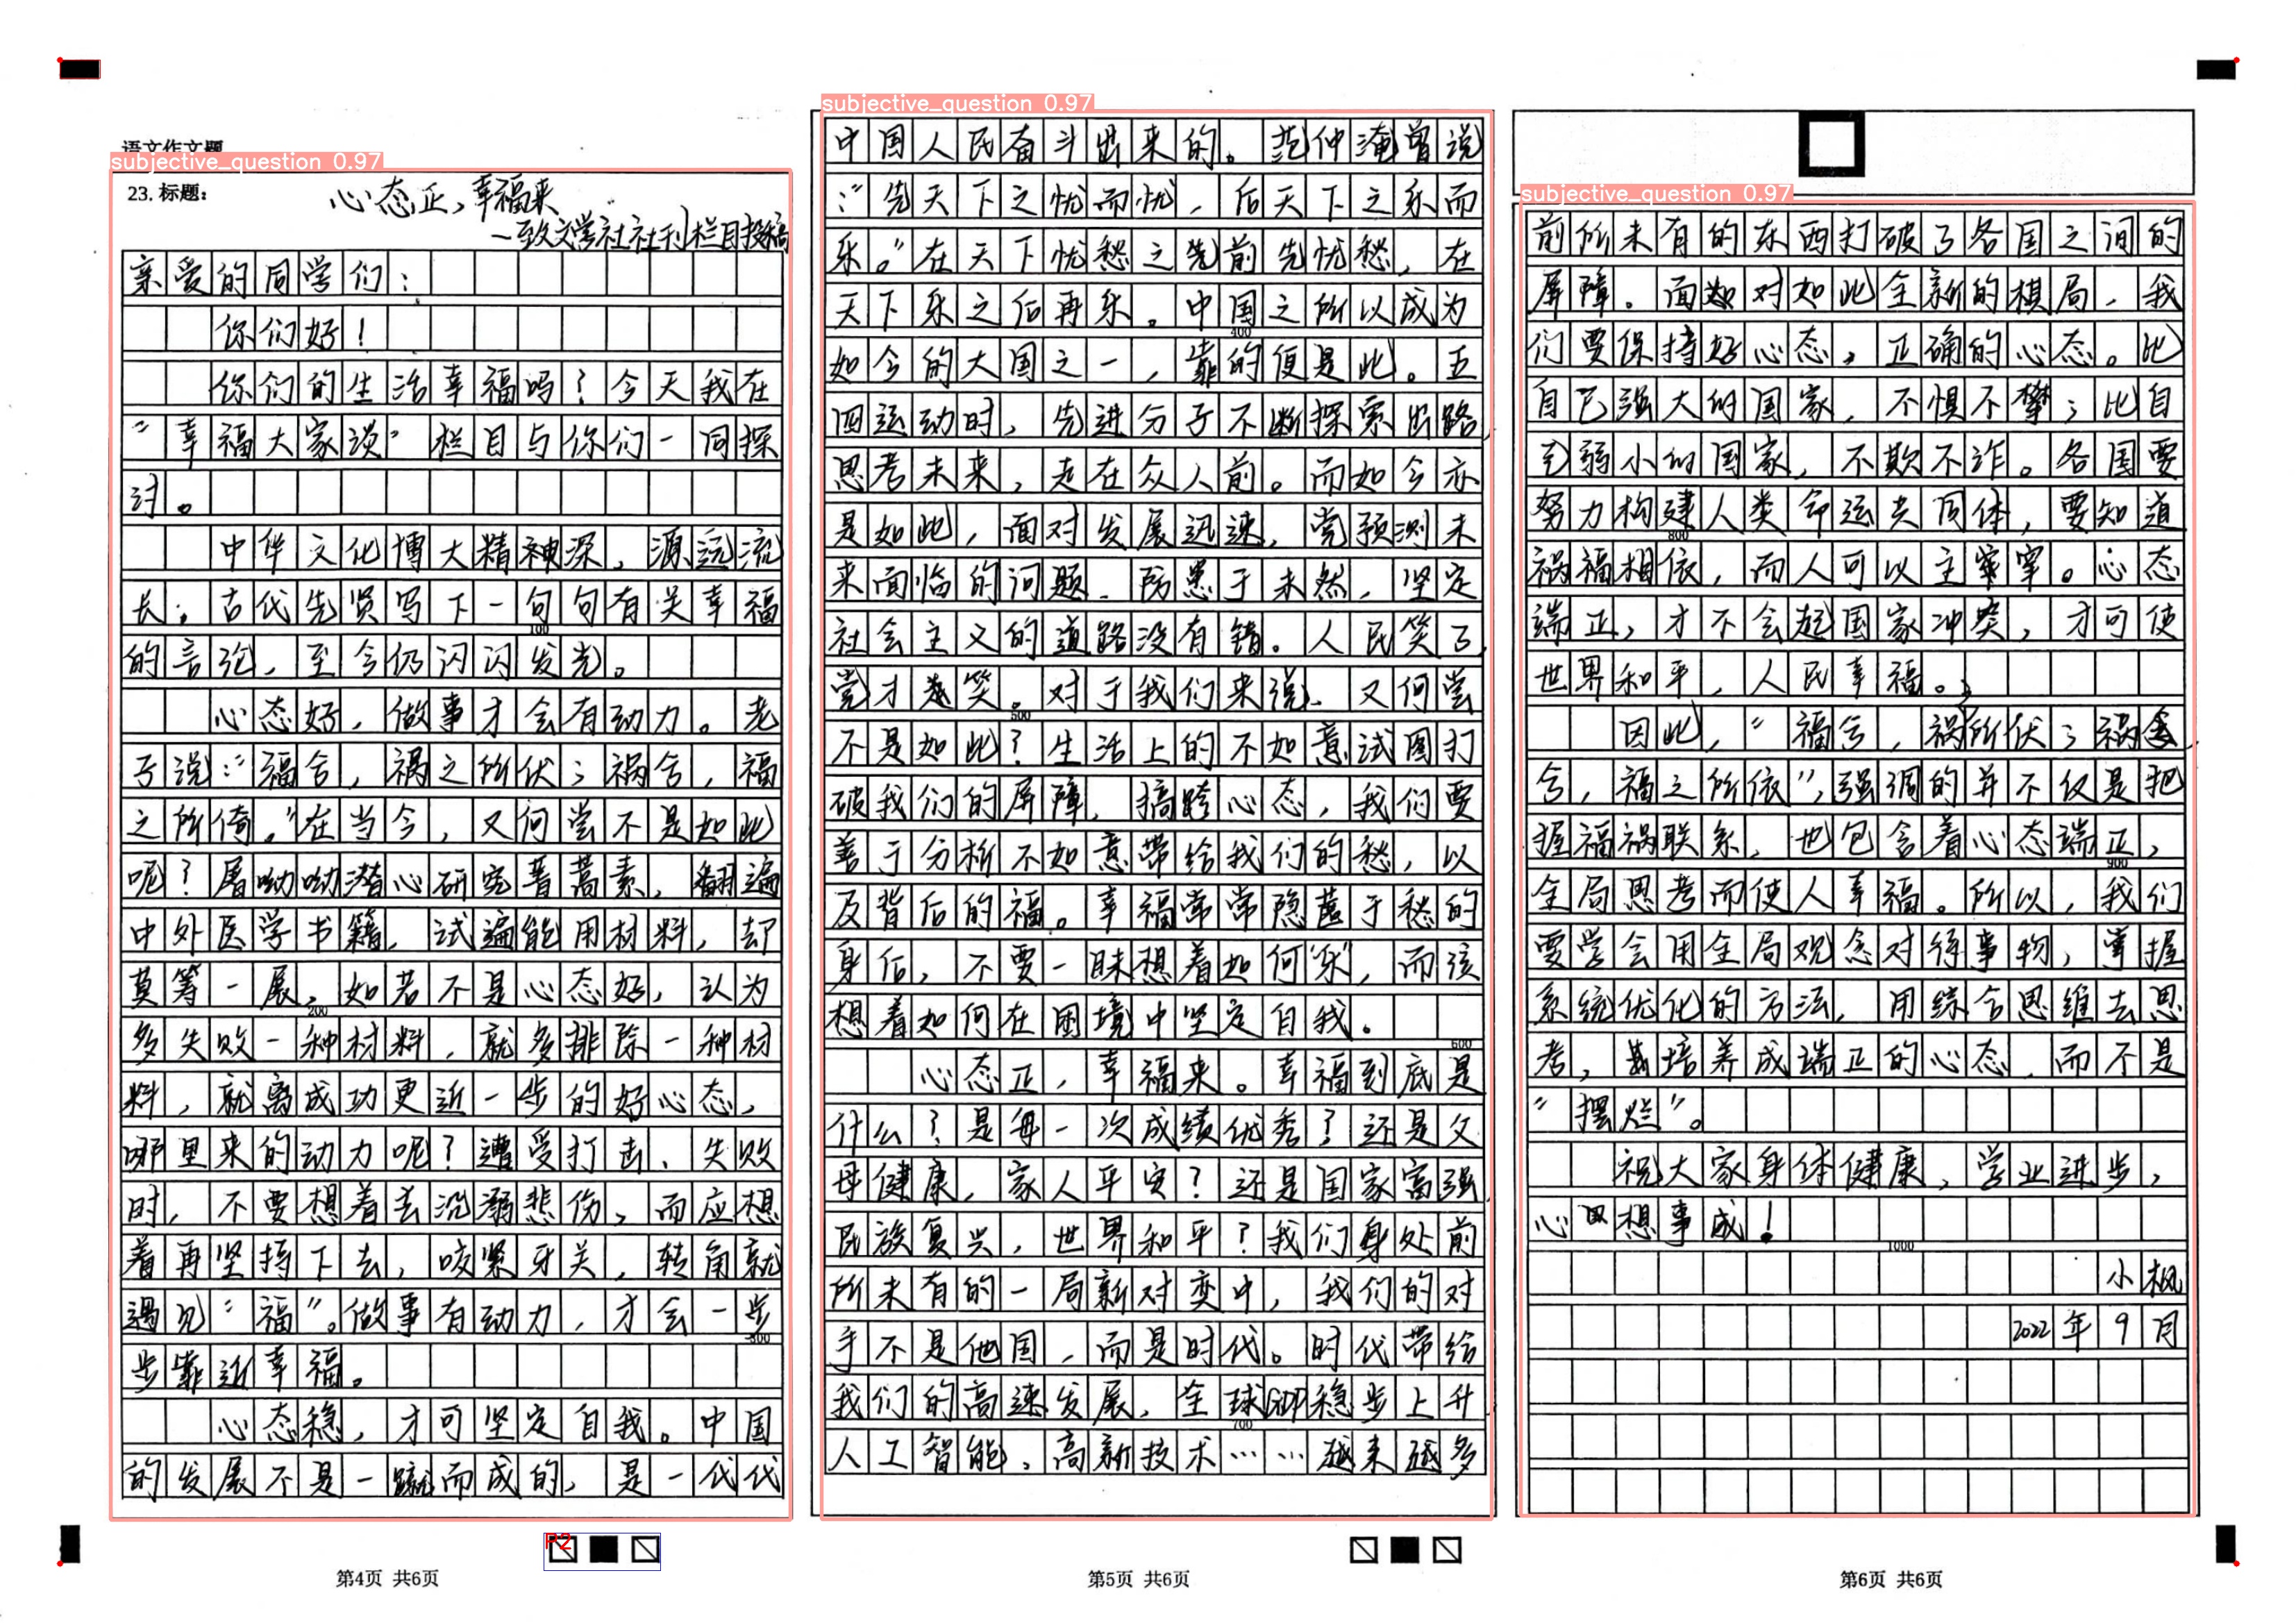 语文作文题
subjective_question 0.97
23. 标题： 心态正，幸福来
—致文学社社刊栏目投稿
亲爱的同学们：
你们好！
你们的生活幸福吗？今天我在
“幸福大家谈”栏目与你们一同探
讨。
中华文化博大精神深，源远流
长；古代先贤写下一句句有关幸福
100
的言论，至今仍闪闪发光。
心态好，做事才会有动力。老
子说：“福兮，祸之所伏；祸兮，福
之所倚。”在当今，又何尝不是如此
呢？屠呦呦潜心研究青蒿素，翻遍
中外医学书籍，试遍能用材料，却
莫筹一展，如若不是心态好，认为
200
多失败一种材料，就多排除一种材
料，就离成功更近一步的好心态，
哪里来的动力呢？遭受打击、失败
时，不要想着去沉溺悲伤，而应想
着再坚持下去，咬紧牙关，转角就
遇见“福”。做事有动力，才会一步
300
步靠近幸福。
心态稳，才可坚定自我。中国
的发展不是一蹴而成的，是一代代
P2
第4页 共6页
subjective_question 0.97
中国人民奋斗出来的。范仲淹曾说
：“先天下之忧而忧，后天下之乐而
乐。”在天下忧愁之先前先忧愁，在
天下乐之后再乐。中国之所以成为
400
如今的大国之一，靠的便是此。五
四运动时，先进分子不断探索出路，
思考未来，走在众人前。而如今亦
是如此，面对发展迅速，党预测未
来面临的问题，防患于未然，坚定
社会主义的道路没有错。人民笑了，
党才笑。对于我们来说，又何尝
500
不是如此？生活上的不如意试图打
破我们的屏障，搞跨心态，我们要
善于分析不如意带给我们的愁，以
及背后的福。幸福常常隐匿于愁的
身后，不要一昧想着如何“乐”，而该
想着如何在困境中坚定自我。
600
心态正，幸福来。幸福到底是
什么？是每一次成绩优秀？还是父
母健康，家人平安？还是国家富强，
民族复兴，世界和平？我们身处前
所未有的一局新对变中，我们的对
手不是他国，而是时代。时代带给
我们的高速发展，全球GDP稳步上升
700
人工智能、高新技术……越来越多
第5页 共6页
subjective_question 0.97
前所未有的东西打破了各国之间的
屏障。面对如此全新的棋局，我
们要保持好心态，正确的心态。比
自己强大的国家，不惧不攀；比自
己弱小的国家，不欺不诈。各国要
努力构建人类命运共同体，要知道
800
祸福相依，而人可以主宰。心态
端正，才不会起国家冲突，才可使
世界和平，人民幸福。
因此，“福兮，祸所伏；祸
兮，福之所依”，强调的并不仅是把
握福祸联系，也包含着心态端正，
900
全局思考而使人幸福。所以，我们
要学会用全局观念对待事物，掌握
系统优化的方法，用综合思维去思
考，培养成端正的心态，而不是
“摆烂”。
祝大家身体健康，学业进步，
心想事成！
1000
小枫
2022年9月
第6页 共6页